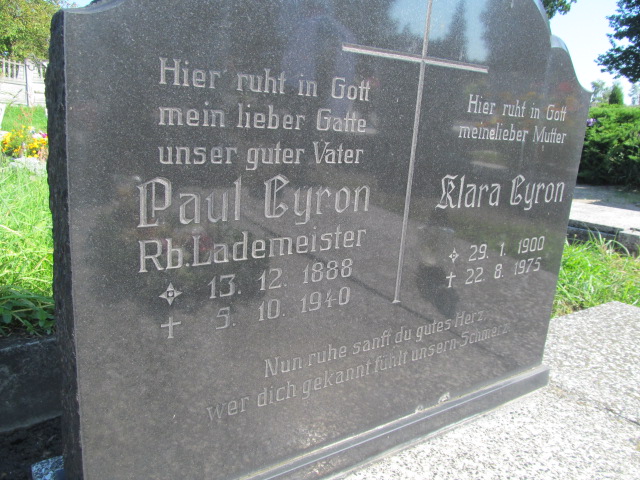 Hier ruht in Gott
mein lieber Gatte
unser guter Vater
Paul Cyron
Rb. Lademeister
13. 12. 1888
✝ 5. 10. 1940
Hier ruht in Gott
meine lieber Mutter
Klara Cyron
29. 1. 1900
✝ 22. 8. 1975
Nun ruhe sanft du gutes Herz,
wer dich gekannt fühlt unsern Schmerz.